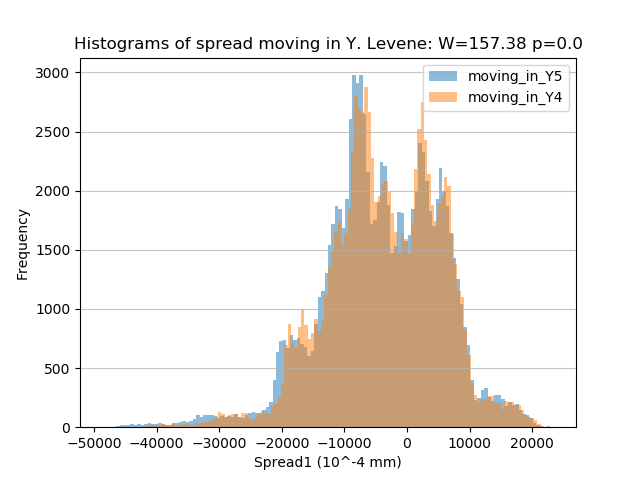 Histograms of spread moving in Y. Levene: W=157.38 p=0.0
moving_in_Y5
moving_in_Y4
3000
2500
2000
1500
1000
500
0
Frequency
−50000 −40000 −30000 −20000 −10000 0 10000 20000
Spread1 (10^-4 mm)